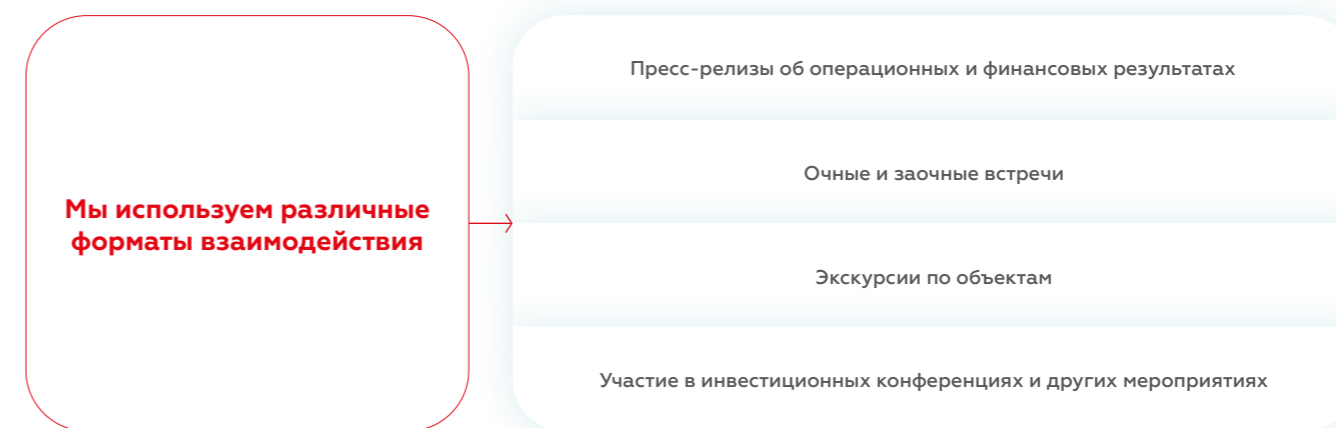 Мы используем различные
форматы взаимодействия
Пресс-релизы об операционных и финансовых результатах
Очные и заочные встречи
Экскурсии по объектам
Участие в инвестиционных конференциях и других мероприятиях